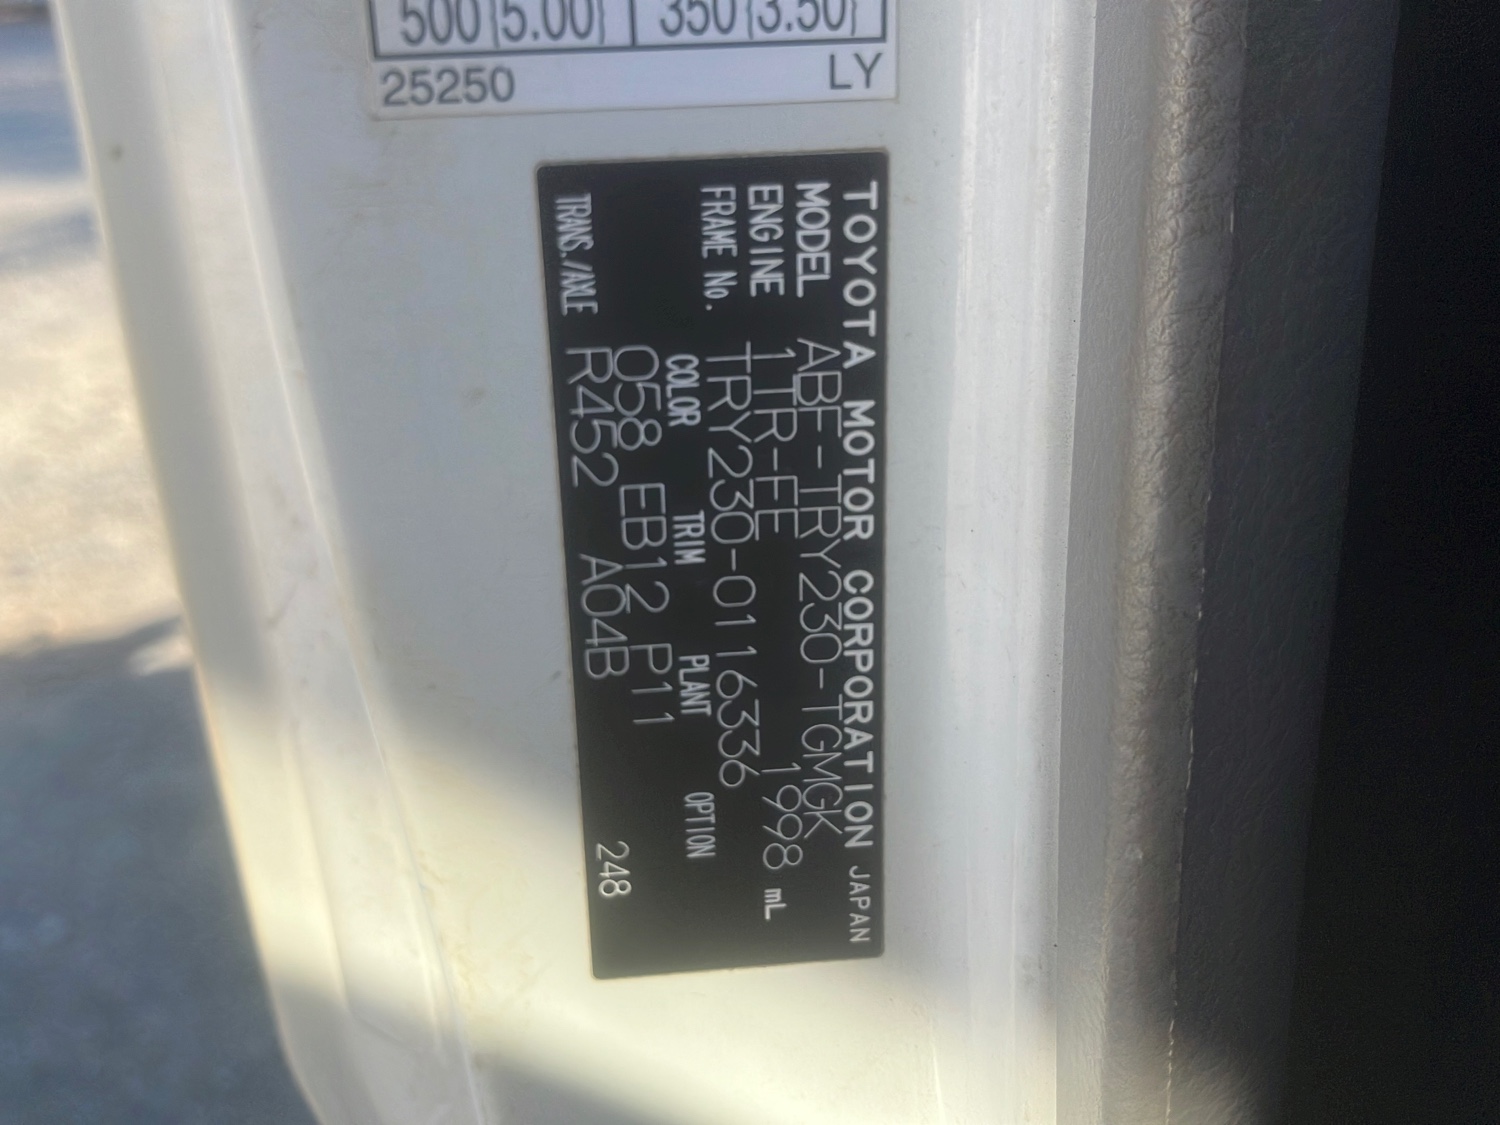 500{5.00} 350{3.50}
25250 LY
TOYOTA MOTOR CORPORATION JAPAN
MODEL ABF-TRY230-TGMGK
ENGINE 1TR-FE 1998 mL
FRAME No. TRY230-0116336
COLOR TRIM PLANT OPTION
058 EB12 P11
TRANS./AXLE R452 A04B 248